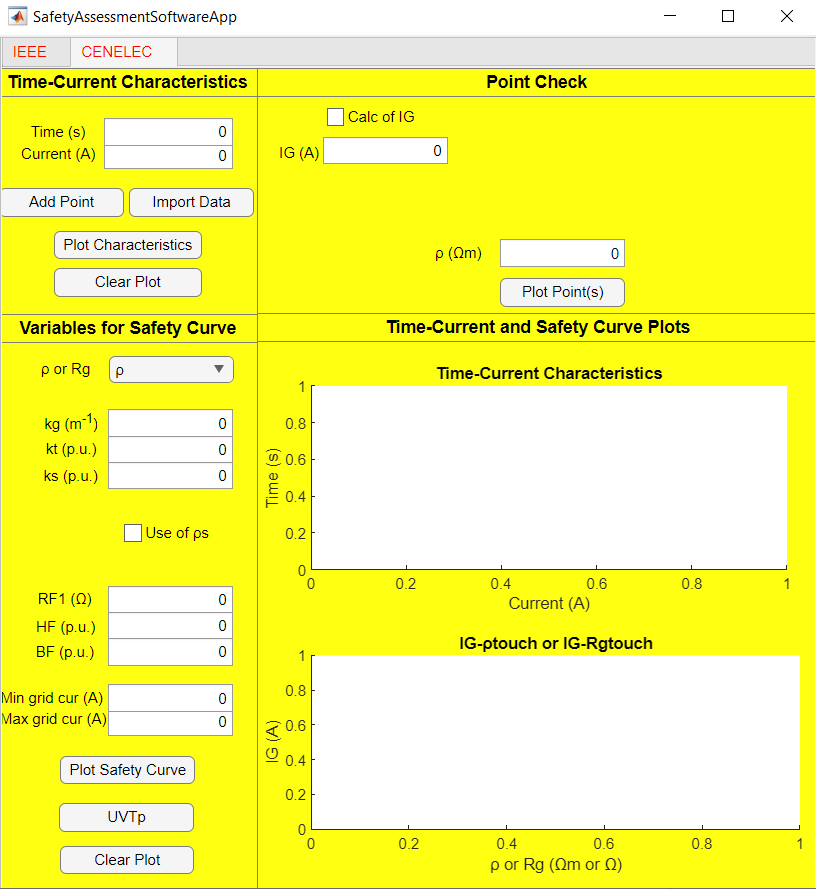 SafetyAssessmentSoftwareApp
IEEE CENELEC
Time-Current Characteristics
Time (s) 0
Current (A) 0
Add Point Import Data
Plot Characteristics
Clear Plot
Point Check
Calc of IG
IG (A) 0
ρ (Ωm) 0
Plot Point(s)
Variables for Safety Curve
ρ or Rg ρ
kg (m⁻¹) 0
kt (p.u.) 0
ks (p.u.) 0
Use of ρs
RF1 (Ω) 0
HF (p.u.) 0
BF (p.u.) 0
Min grid cur (A) 0
Max grid cur (A) 0
Plot Safety Curve
UVTp
Clear Plot
Time-Current and Safety Curve Plots
Time-Current Characteristics
1
0.8
0.6
0.4
0.2
0
Time (s)
0 0.2 0.4 0.6 0.8 1
Current (A)
IG-ρtouch or IG-Rgtouch
1
0.8
0.6
0.4
0.2
0
IG (A)
0 0.2 0.4 0.6 0.8 1
ρ or Rg (Ωm or Ω)